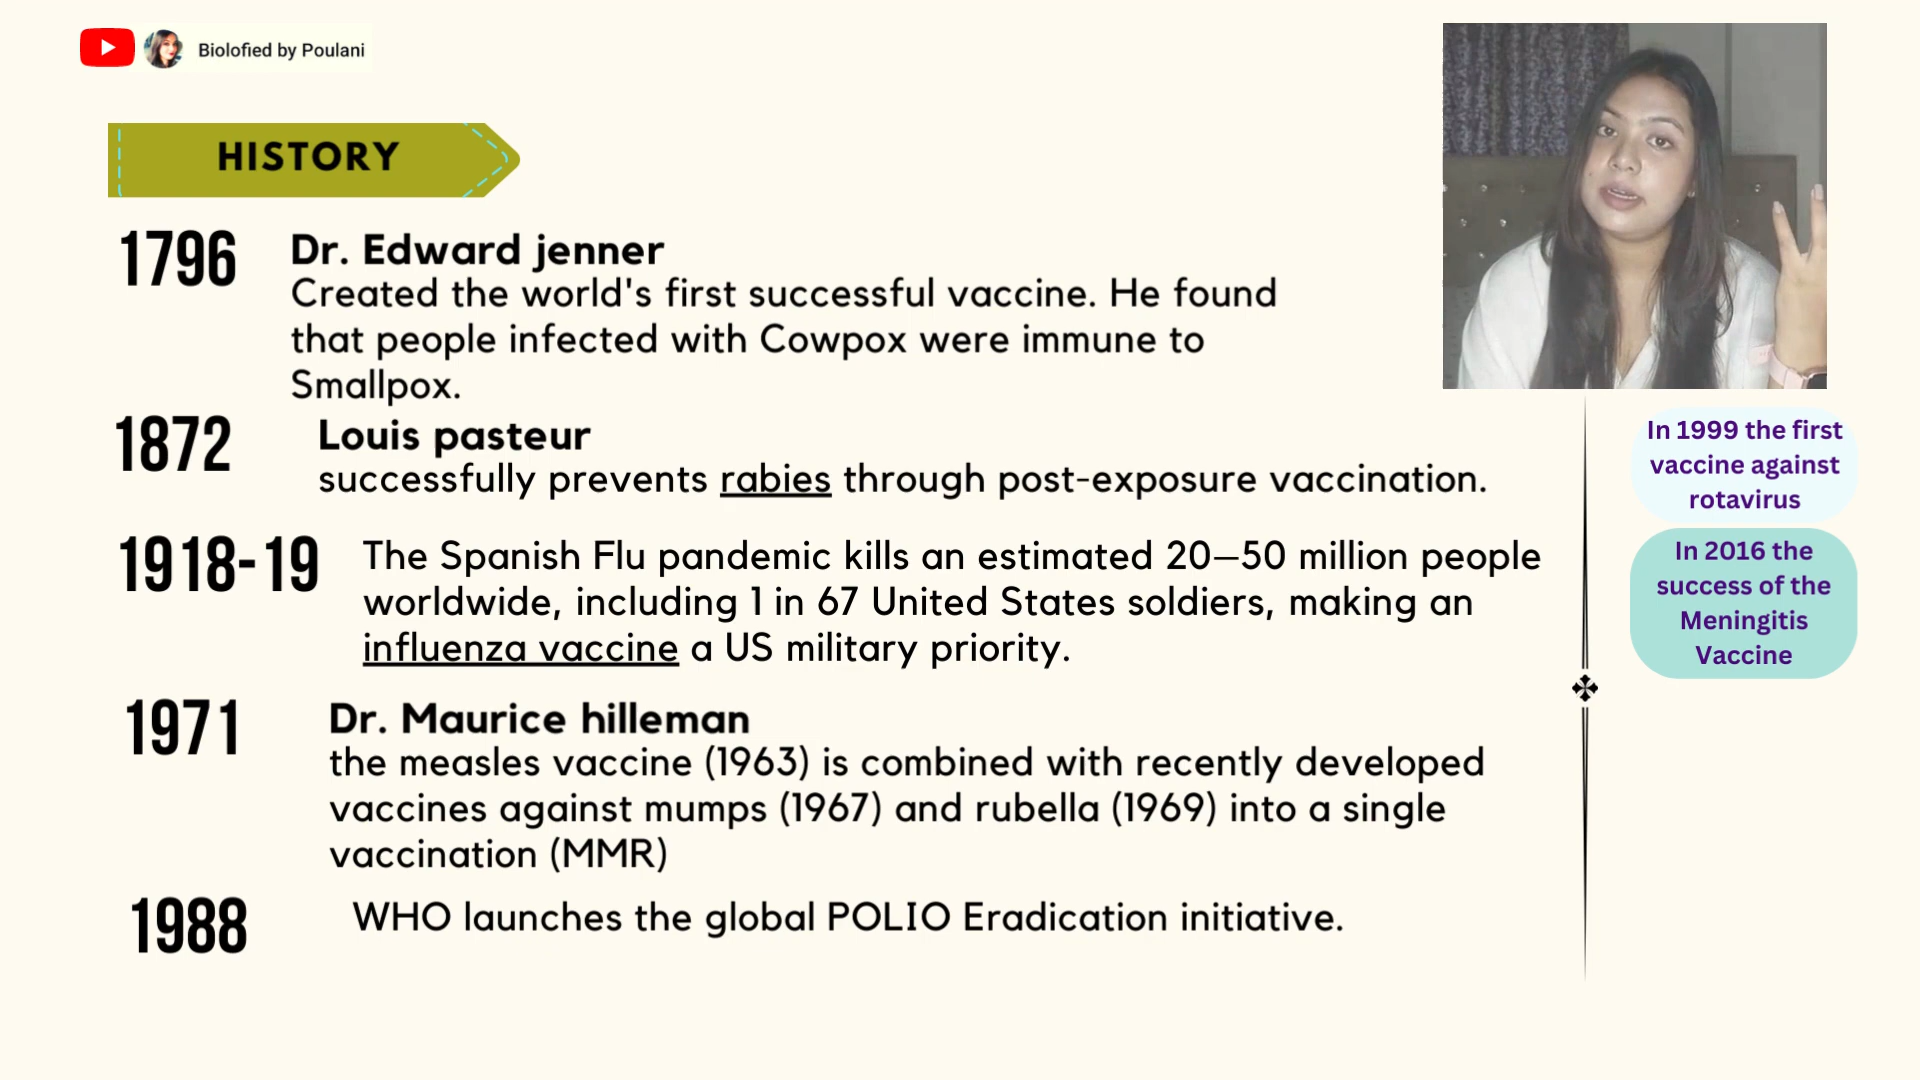 Biolofied by Poulani
HISTORY
1796
Dr. Edward jenner
Created the world's first successful vaccine. He found
that people infected with Cowpox were immune to
Smallpox.
1872
Louis pasteur
successfully prevents rabies through post-exposure vaccination.
1918-19
The Spanish Flu pandemic kills an estimated 20–50 million people
worldwide, including 1 in 67 United States soldiers, making an
influenza vaccine a US military priority.
1971
Dr. Maurice hilleman
the measles vaccine (1963) is combined with recently developed
vaccines against mumps (1967) and rubella (1969) into a single
vaccination (MMR)
1988
WHO launches the global POLIO Eradication initiative.
In 1999 the first
vaccine against
rotavirus
In 2016 the
success of the
Meningitis
Vaccine